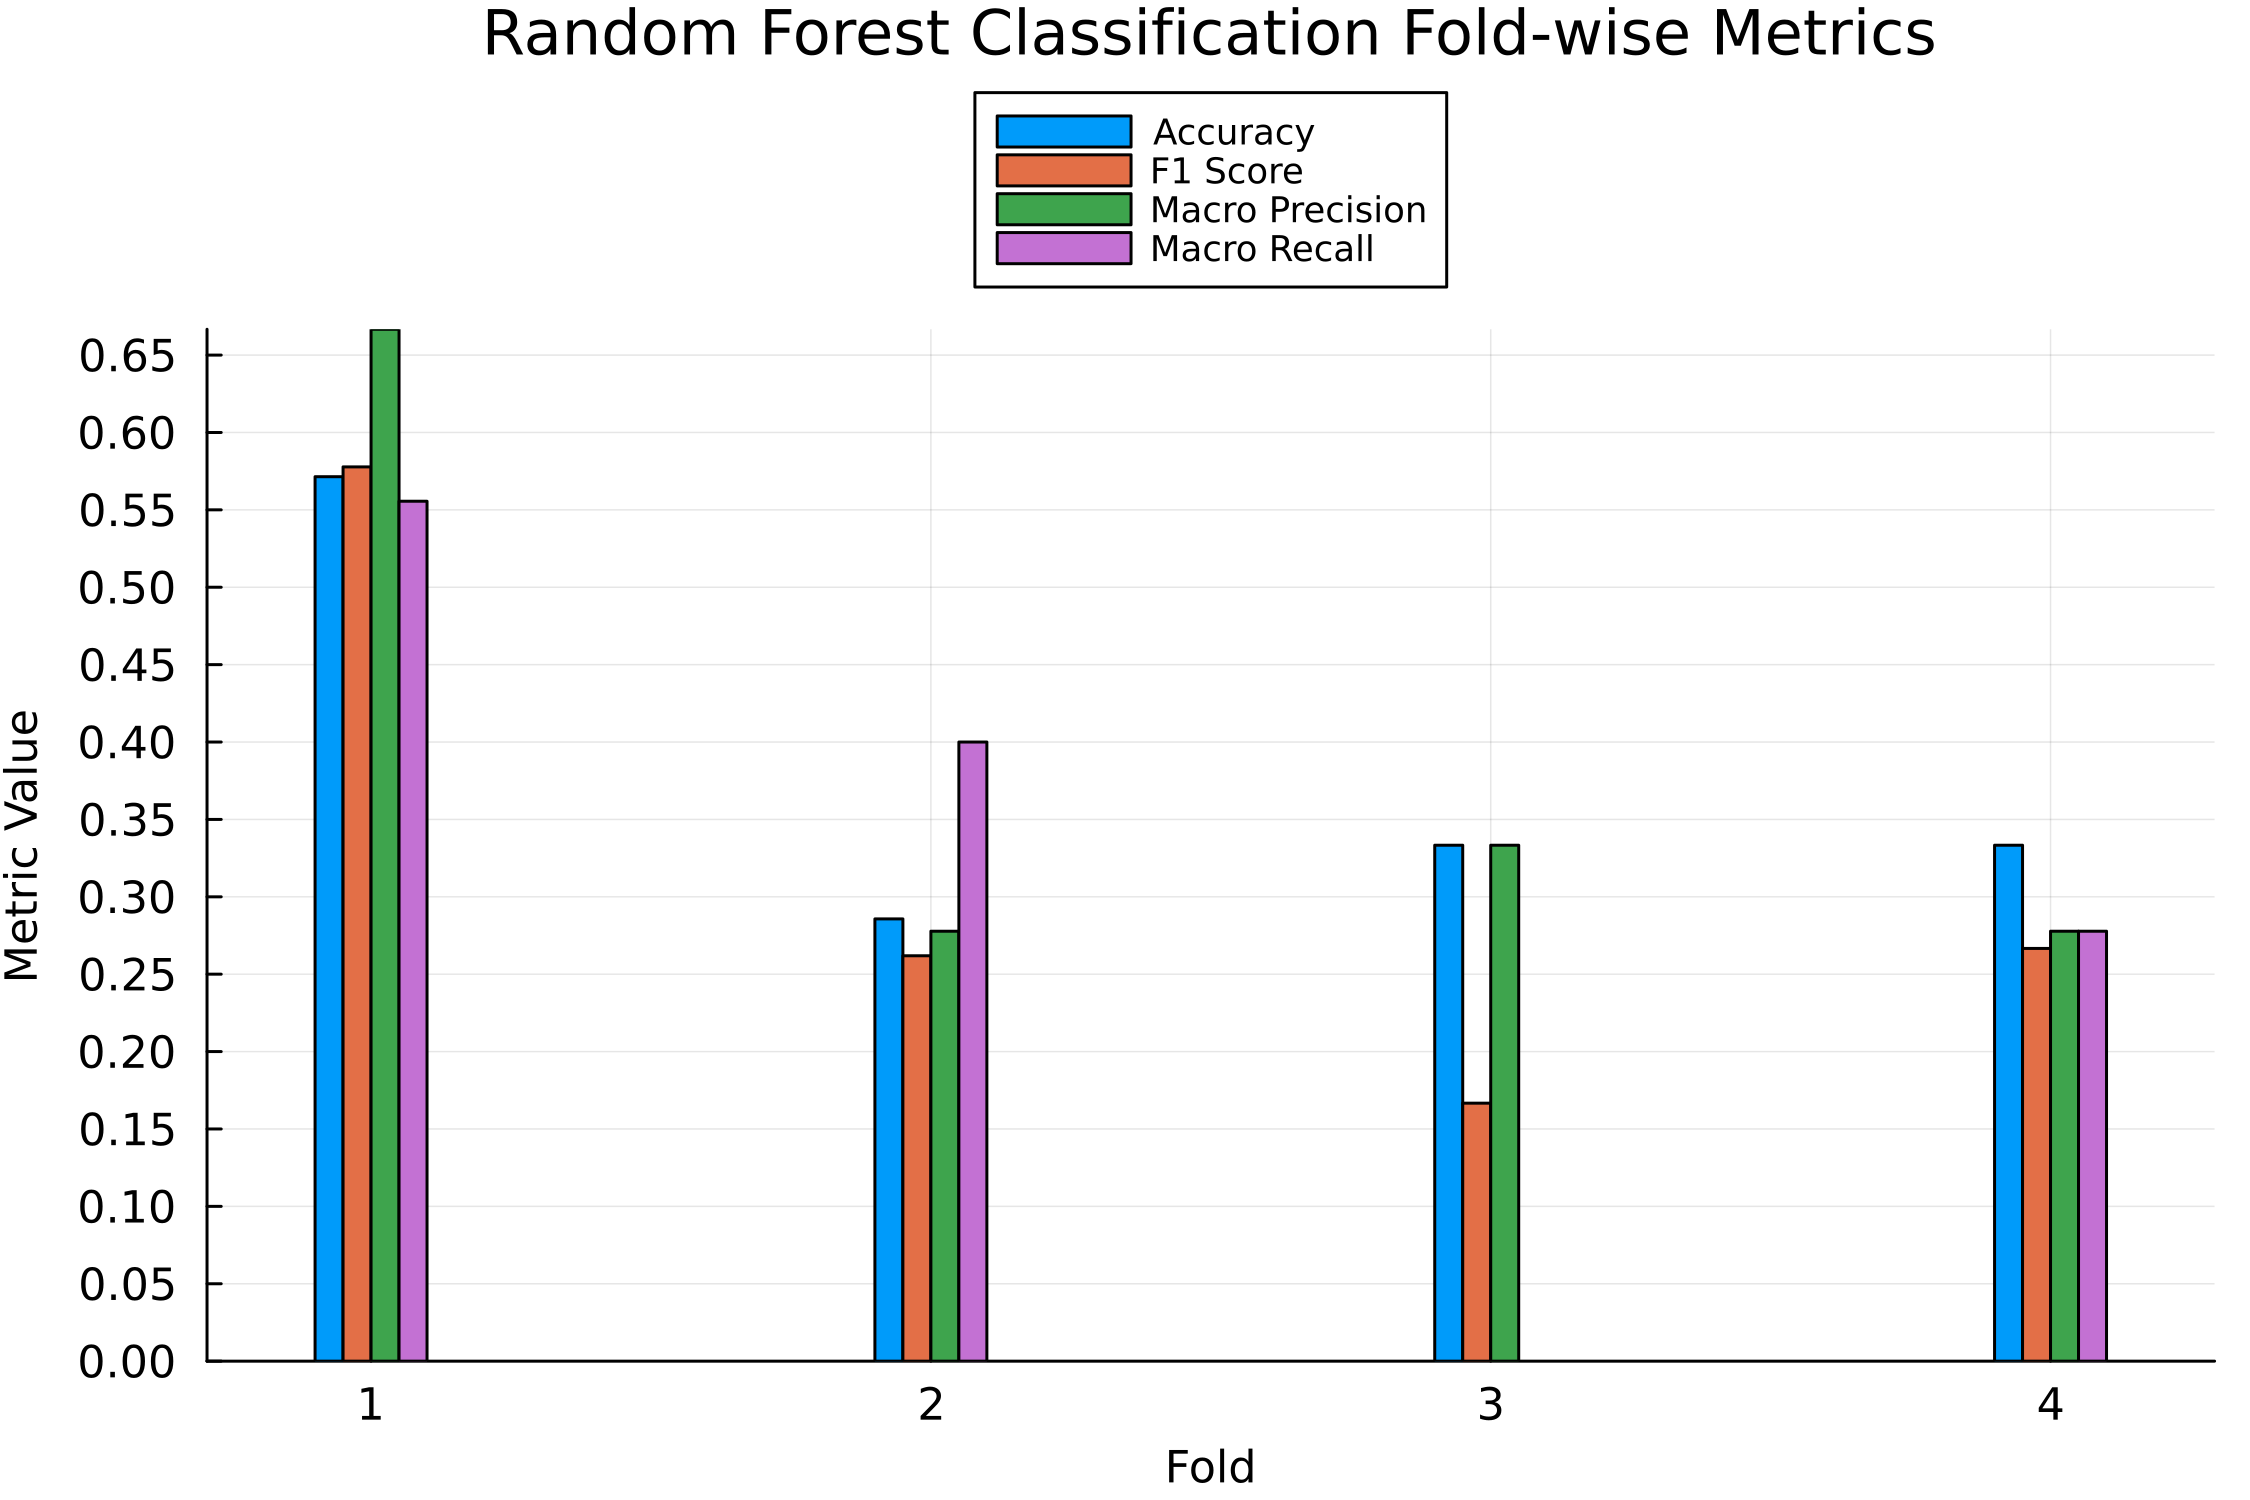 Random Forest Classification Fold-wise Metrics
Accuracy
F1 Score
Macro Precision
Macro Recall
0.65
0.60
0.55
0.50
0.45
0.40
0.35
0.30
0.25
0.20
0.15
0.10
0.05
0.00
Metric Value
1 2 3 4
Fold